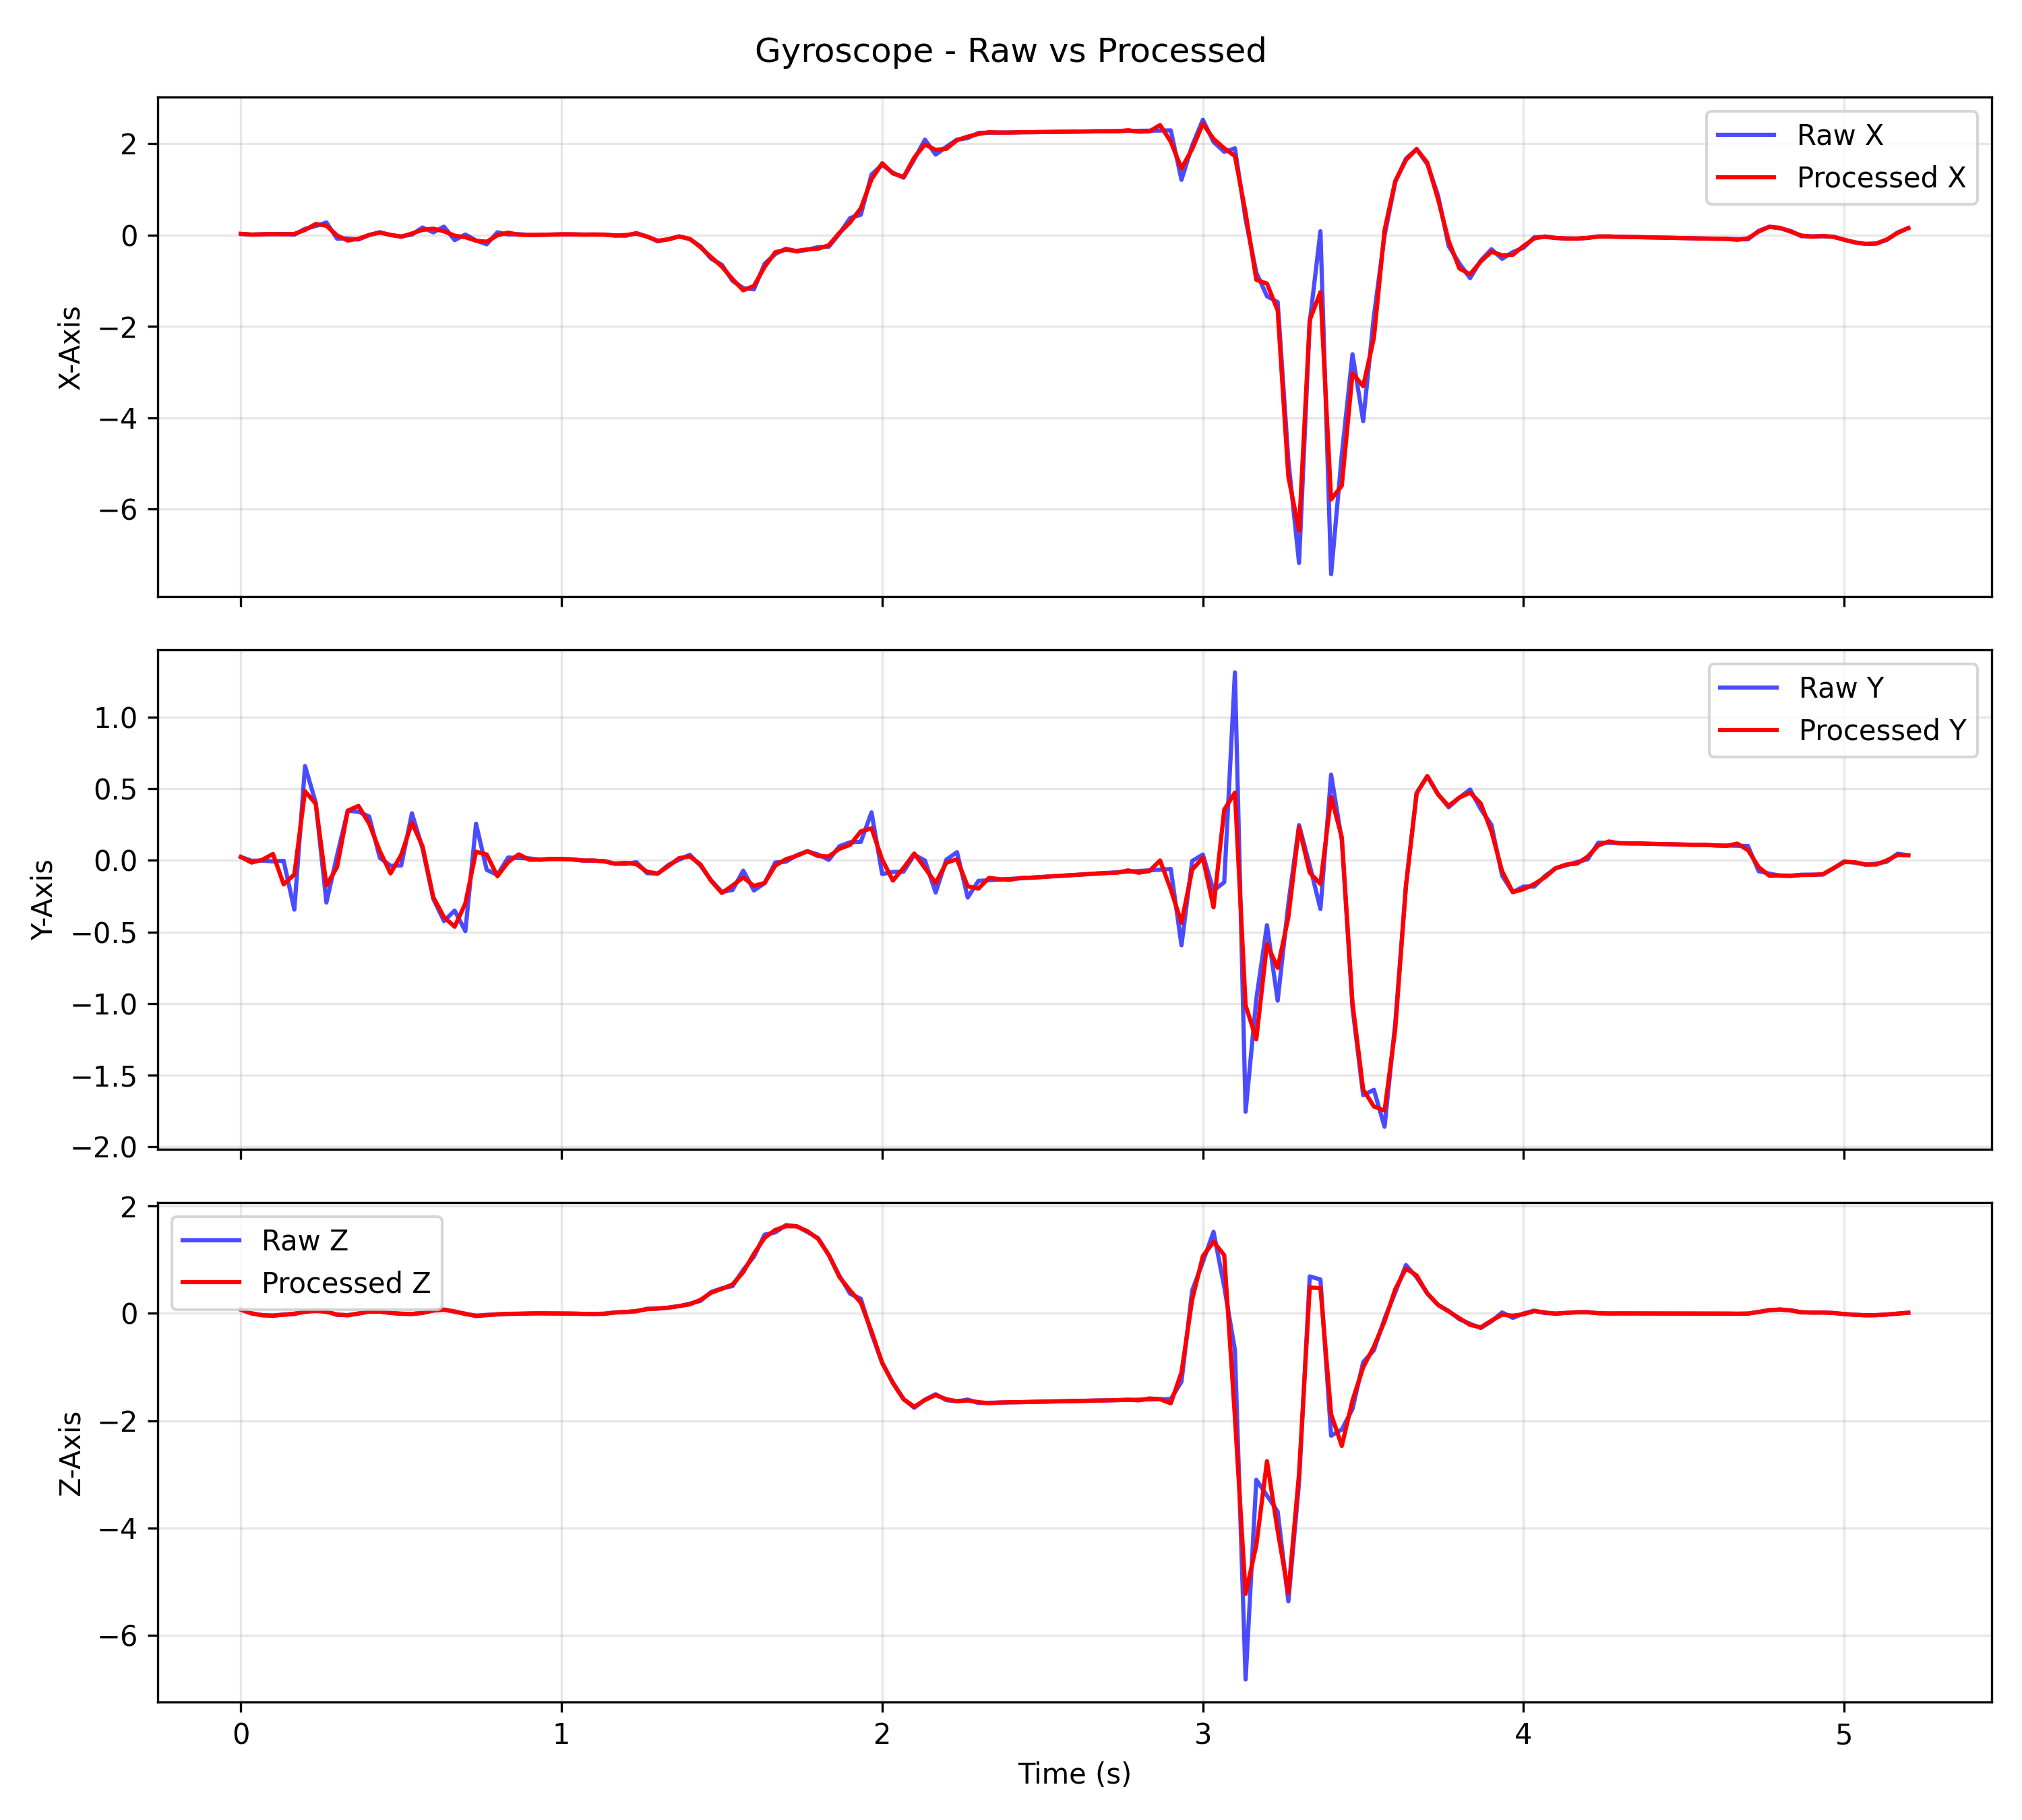 Gyroscope - Raw vs Processed
2
0
−2
−4
−6
X-Axis
Raw X
Processed X
1.0
0.5
0.0
−0.5
−1.0
−1.5
−2.0
Y-Axis
Raw Y
Processed Y
2
0
−2
−4
−6
Z-Axis
Raw Z
Processed Z
0 1 2 3 4 5
Time (s)